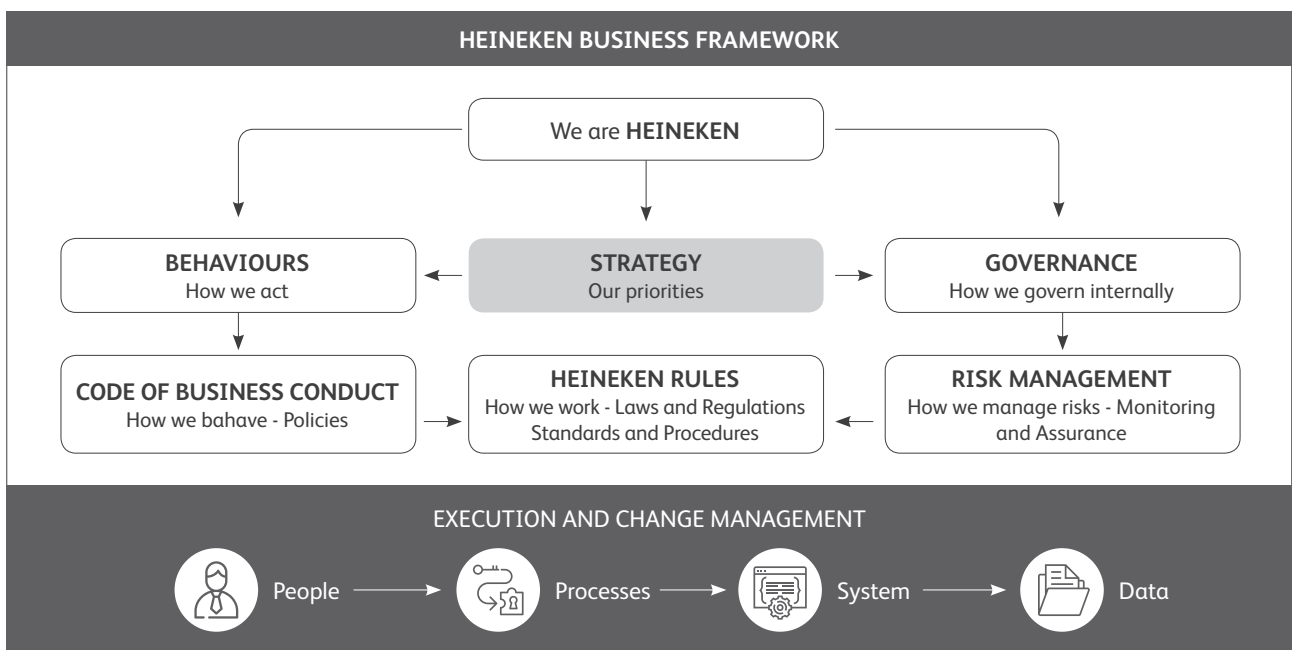 HEINEKEN BUSINESS FRAMEWORK
We are HEINEKEN
BEHAVIOURS
How we act
STRATEGY
Our priorities
GOVERNANCE
How we govern internally
CODE OF BUSINESS CONDUCT
How we bahave - Policies
HEINEKEN RULES
How we work - Laws and Regulations
Standards and Procedures
RISK MANAGEMENT
How we manage risks - Monitoring
and Assurance
EXECUTION AND CHANGE MANAGEMENT
People
Processes
System
Data